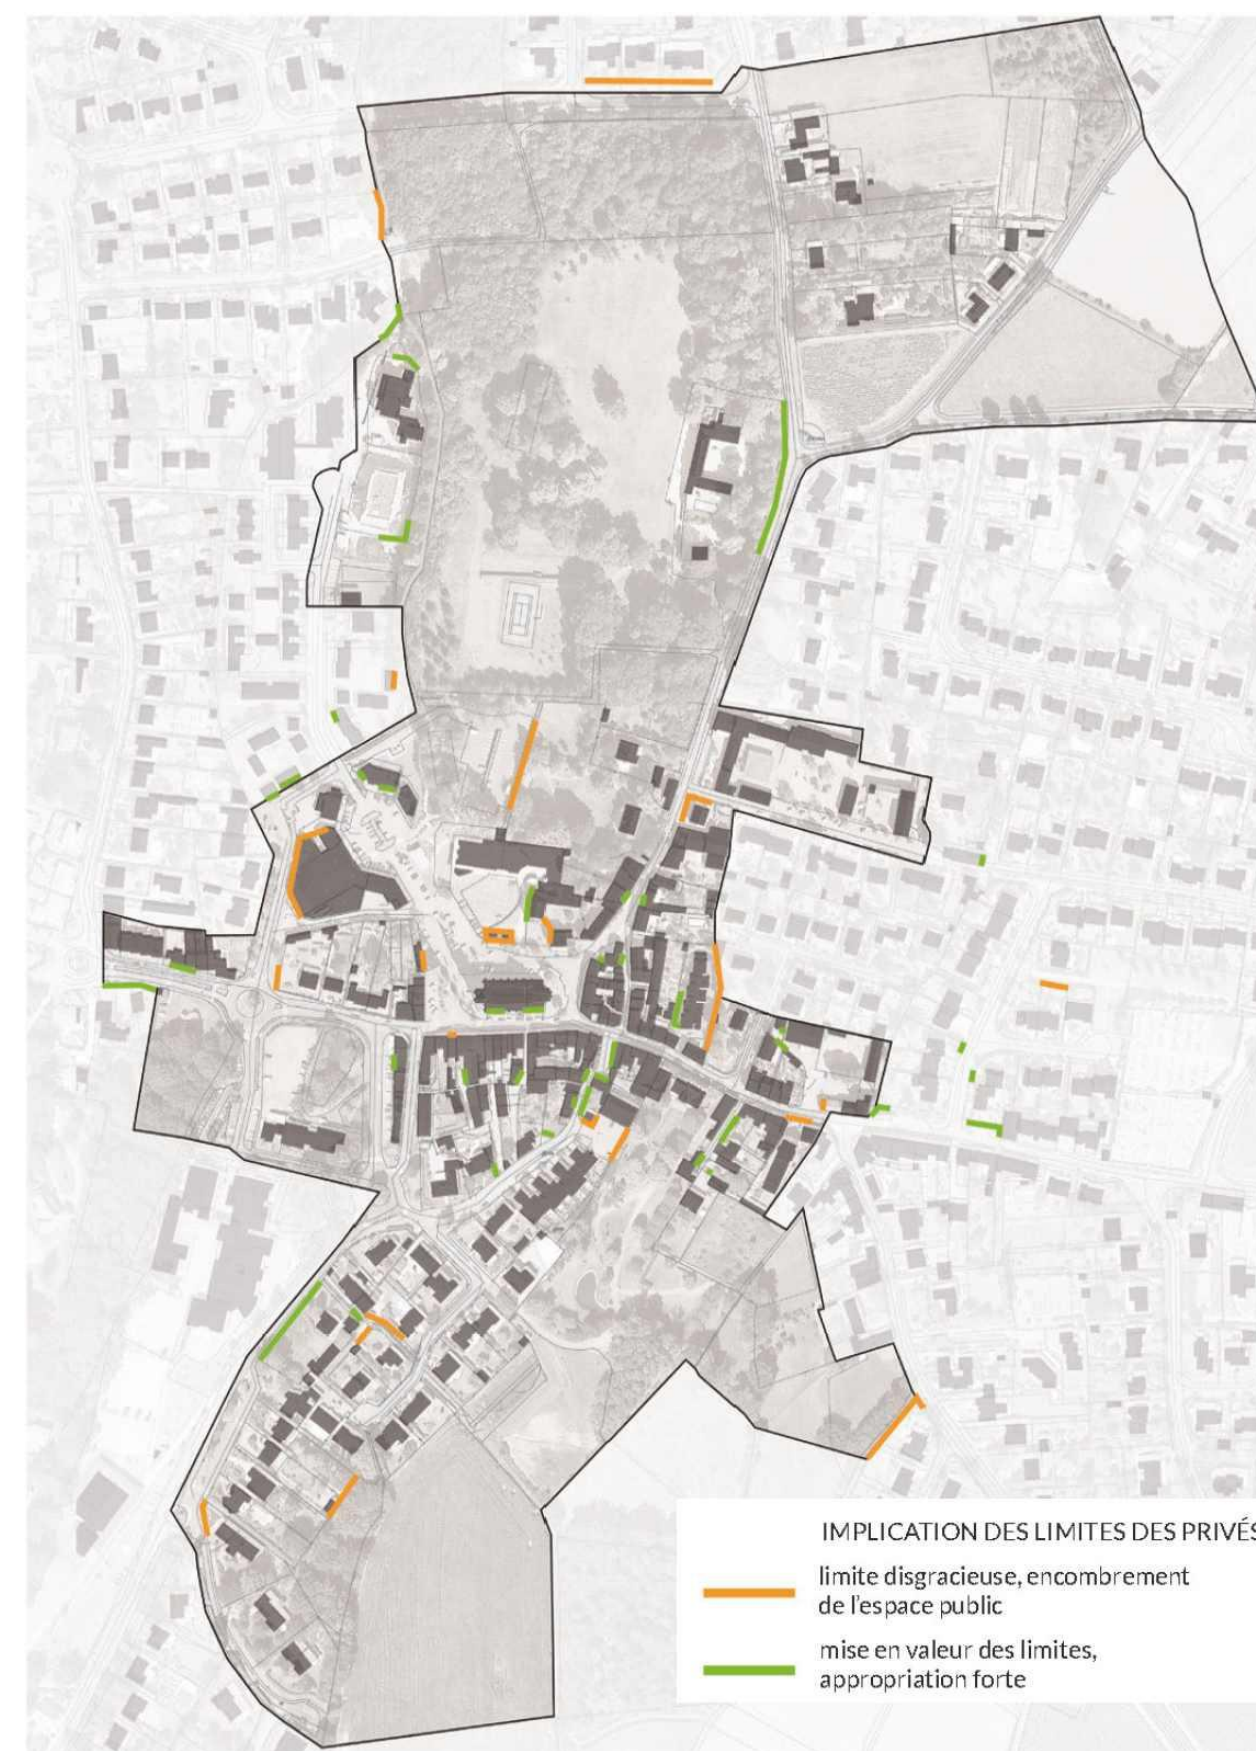 IMPLICATION DES LIMITES DES PRIVÉS
limite disgracieuse, encombrement
de l'espace public
mise en valeur des limites,
appropriation forte